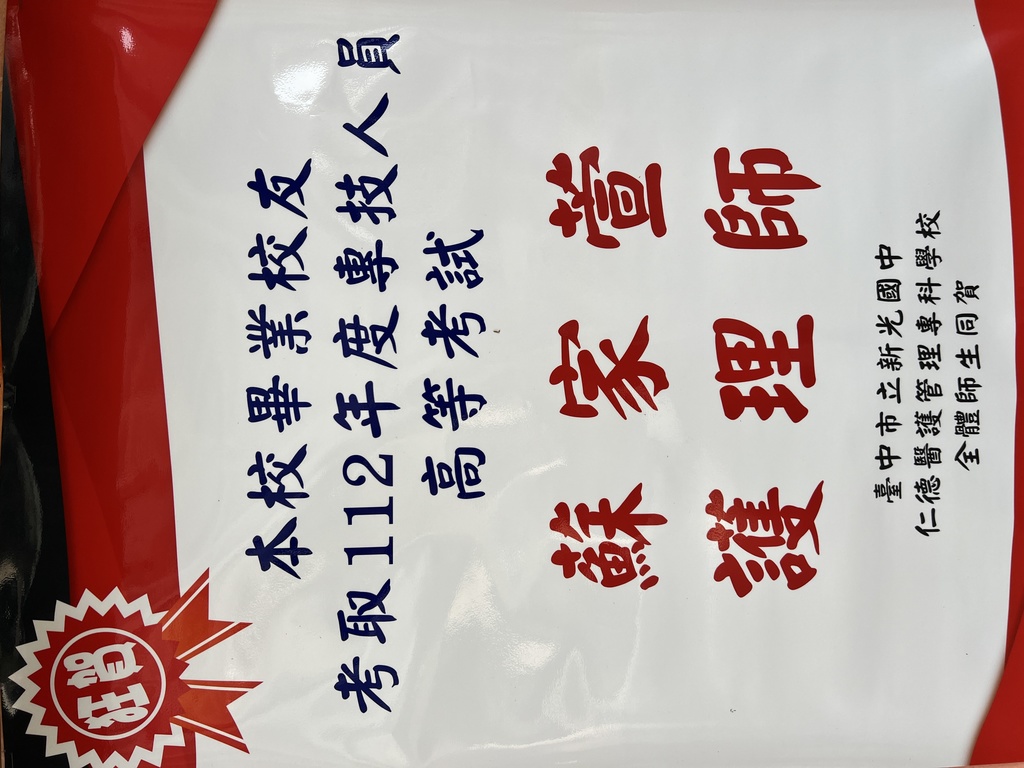 狂賀
本校畢業校友
考取112年度專技人員
高等考試
蘇家萱
護理師
臺中市立新光國中
仁德醫護管理專科學校
全體師生同賀